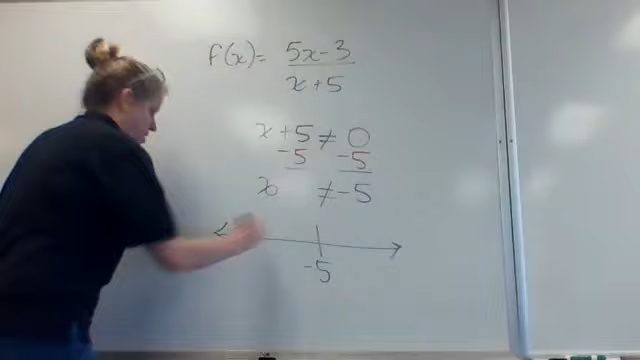 f(x) = 5x-3
x+5
x+5 ≠ 0
-5 -5
x ≠ -5
-5